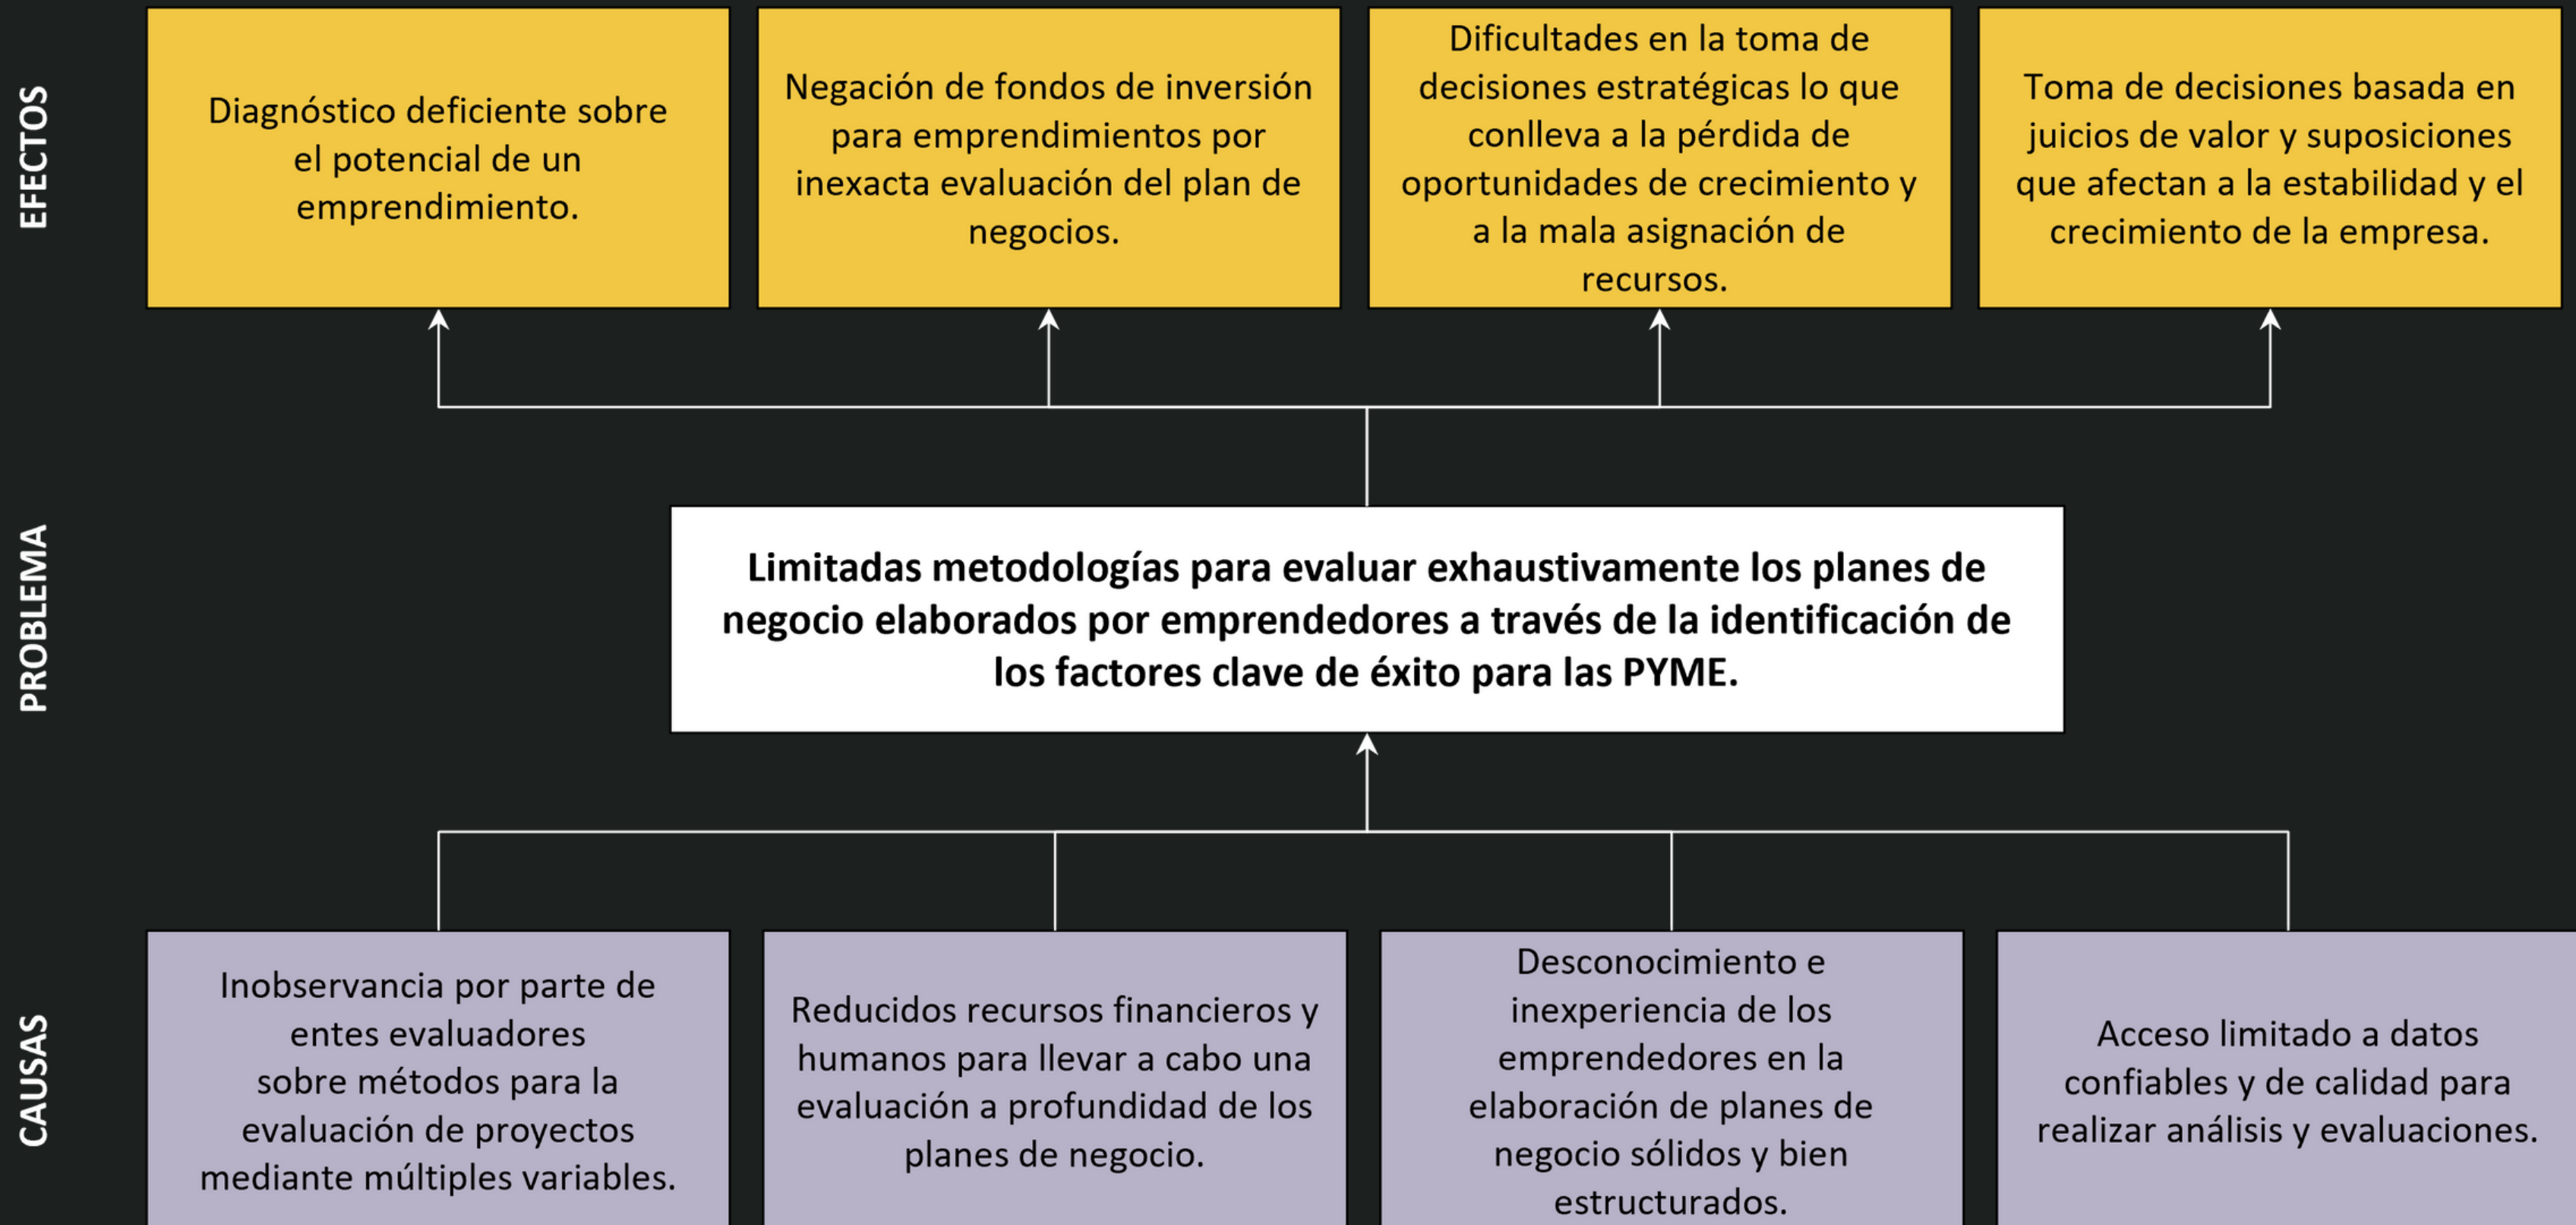 EFECTOS
Diagnóstico deficiente sobre
el potencial de un
emprendimiento.
Negación de fondos de inversión
para emprendimientos por
inexacta evaluación del plan de
negocios.
Dificultades en la toma de
decisiones estratégicas lo que
conlleva a la pérdida de
oportunidades de crecimiento y
a la mala asignación de
recursos.
Toma de decisiones basada en
juicios de valor y suposiciones
que afectan a la estabilidad y el
crecimiento de la empresa.
PROBLEMA
Limitadas metodologías para evaluar exhaustivamente los planes de
negocio elaborados por emprendedores a través de la identificación de
los factores clave de éxito para las PYME.
CAUSAS
Inobservancia por parte de
entes evaluadores
sobre métodos para la
evaluación de proyectos
mediante múltiples variables.
Reducidos recursos financieros y
humanos para llevar a cabo una
evaluación a profundidad de los
planes de negocio.
Desconocimiento e
inexperiencia de los
emprendedores en la
elaboración de planes de
negocio sólidos y bien
estructurados.
Acceso limitado a datos
confiables y de calidad para
realizar análisis y evaluaciones.